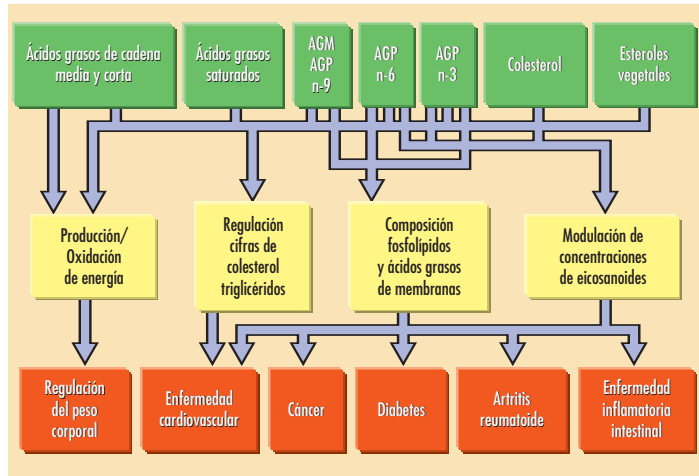 Ácidos grasos de cadena
media y corta
Ácidos grasos
saturados
AGM
AGP
n-9
AGP
n-6
AGP
n-3
Colesterol
Esteroles
vegetales
Producción/
Oxidación
de energía
Regulación
cifras de
colesterol
triglicéridos
Composición
fosfolípidos
y ácidos grasos
de membranas
Modulación de
concentraciones
de eicosanoides
Regulación
del peso
corporal
Enfermedad
cardiovascular
Cáncer
Diabetes
Artritis
reumatoide
Enfermedad
inflamatoria
intestinal